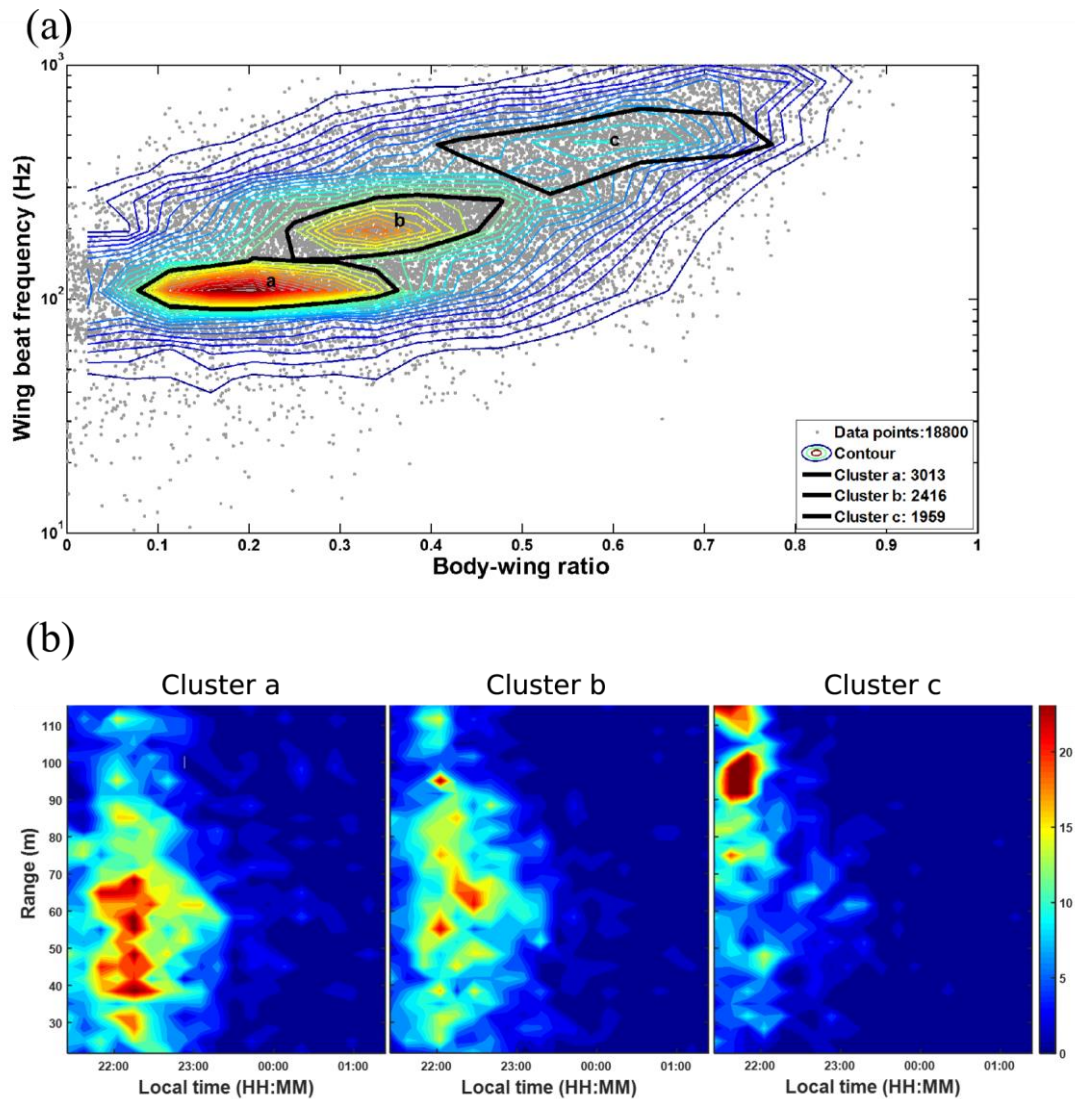 (a)
10³
10²
10¹
Wing beat frequency (Hz)
a
b
c
Data points:18800
Contour
Cluster a: 3013
Cluster b: 2416
Cluster c: 1959
0 0.1 0.2 0.3 0.4 0.5 0.6 0.7 0.8 0.9 1
Body-wing ratio
(b)
Cluster a Cluster b Cluster c
110
100
90
80
70
60
50
40
30
Range (m)
20
15
10
5
0
22:00 23:00 00:00 01:00 22:00 23:00 00:00 01:00 22:00 23:00 00:00 01:00
Local time (HH:MM) Local time (HH:MM) Local time (HH:MM)